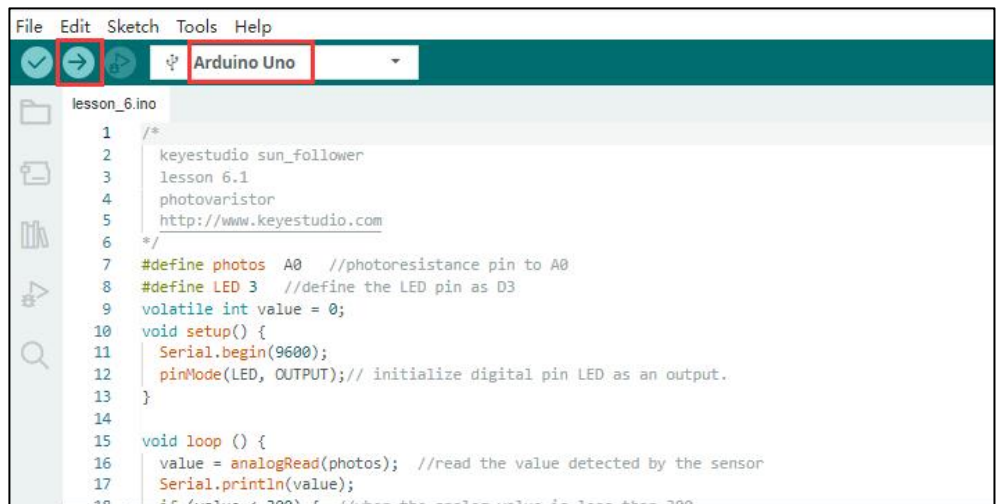 File Edit Sketch Tools Help
Arduino Uno
lesson_6.ino
1 /*
2 keyestudio sun_follower
3 lesson 6.1
4 photovaristor
5 http://www.keyestudio.com
6 */
7 #define photos  A0   //photoresistance pin to A0
8 #define LED 3   //define the LED pin as D3
9 volatile int value = 0;
10 void setup() {
11 Serial.begin(9600);
12 pinMode(LED, OUTPUT);// initialize digital pin LED as an output.
13 }
14
15 void loop () {
16 value = analogRead(photos);  //read the value detected by the sensor
17 Serial.println(value);